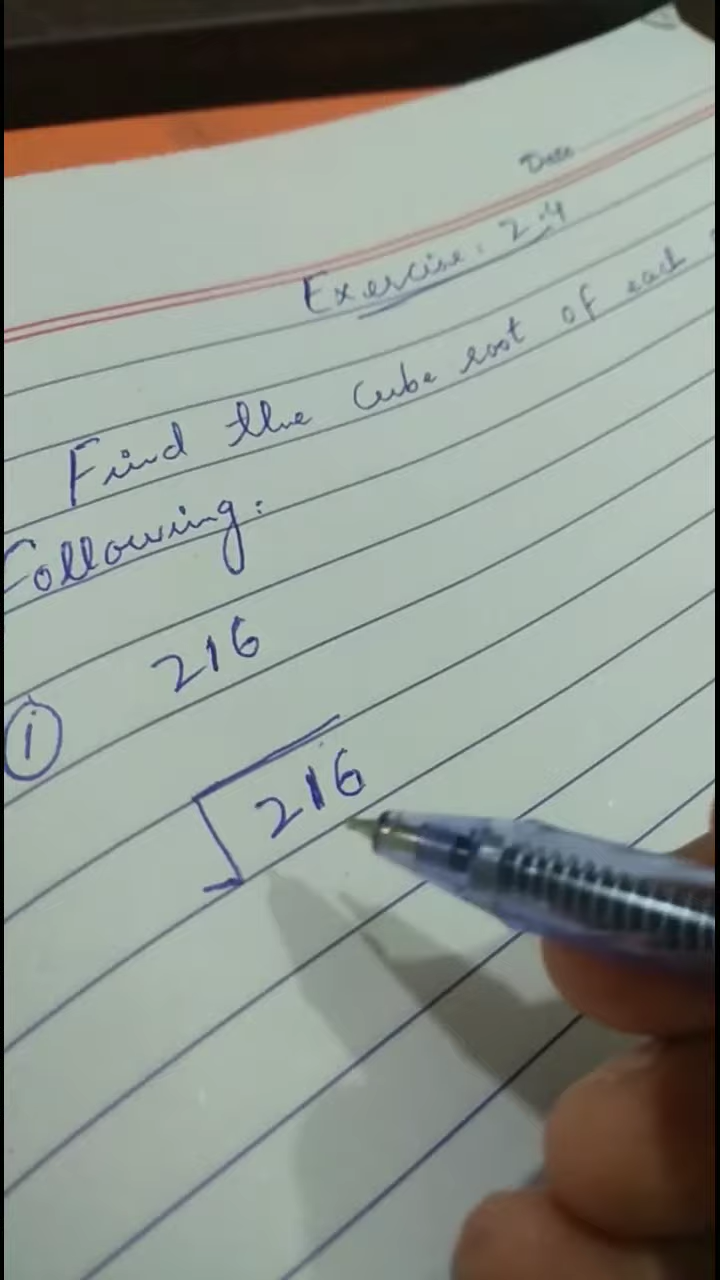 Date
Exercise: 2.4
Find the cube root of each
Following:
i 216
√216